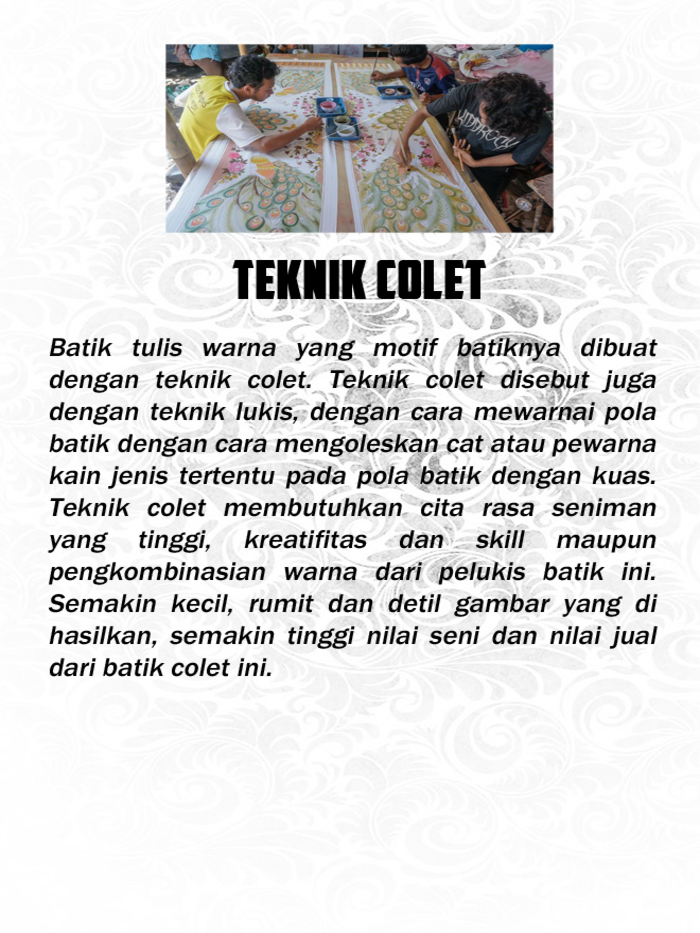 TEKNIK COLET
Batik tulis warna yang motif batiknya dibuat
dengan teknik colet. Teknik colet disebut juga
dengan teknik lukis, dengan cara mewarnai pola
batik dengan cara mengoleskan cat atau pewarna
kain jenis tertentu pada pola batik dengan kuas.
Teknik colet membutuhkan cita rasa seniman
yang tinggi, kreatifitas dan skill maupun
pengkombinasian warna dari pelukis batik ini.
Semakin kecil, rumit dan detil gambar yang di
hasilkan, semakin tinggi nilai seni dan nilai jual
dari batik colet ini.